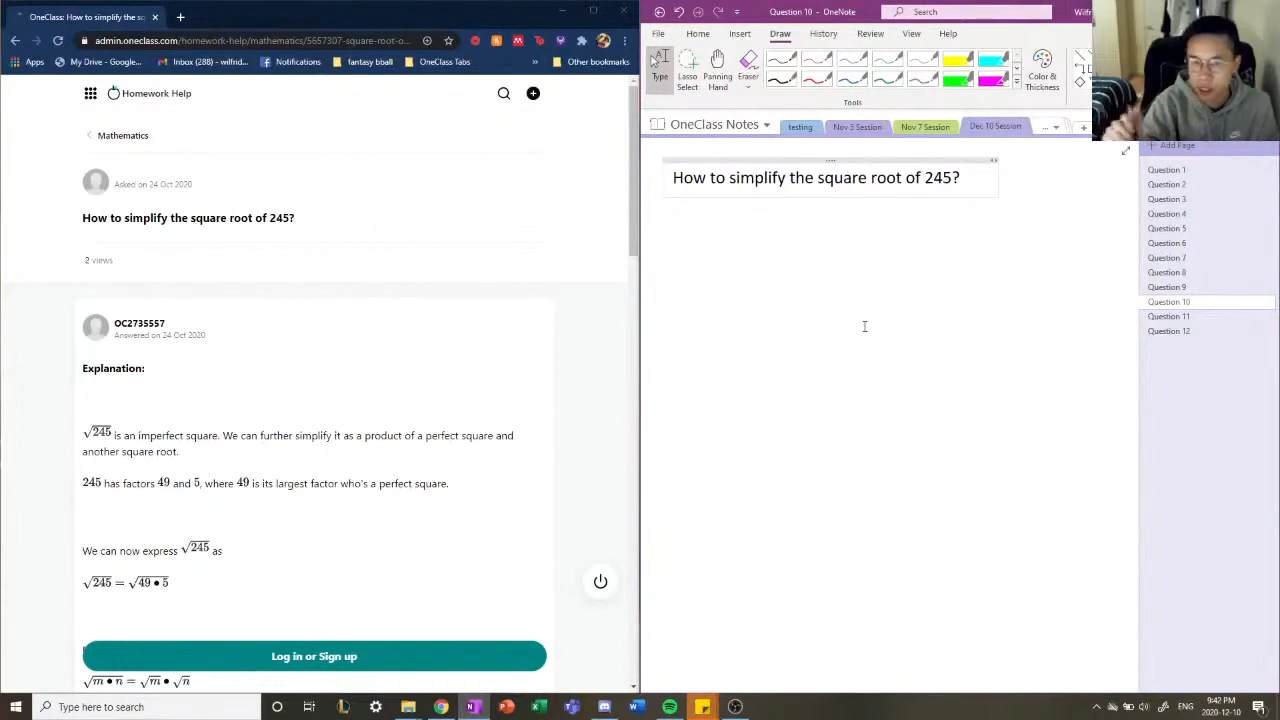 OneClass: How to simplify the sq
admin.oneclass.com/homework-help/mathematics/5657307-square-root-o...
Apps
My Drive - Google...
Inbox (288) - wilfrid...
Notifications
fantasy bball
OneClass Tabs
»
Other bookmarks
Homework Help
Mathematics
Asked on 24 Oct 2020
How to simplify the square root of 245?
2 views
OC2735557
Answered on 24 Oct 2020
Explanation:
√245 is an imperfect square. We can further simplify it as a product of a perfect square and
another square root.
245 has factors 49 and 5, where 49 is its largest factor who's a perfect square.
We can now express √245 as
√245 = √49 • 5
Log in or Sign up
√m • n = √m • √n
Question 10 - OneNote
Search
Wilfr
File
Home
Insert
Draw
History
Review
View
Help
Type
Lasso
Select
Panning
Hand
Eraser
Color &
Thickness
Tools
OneClass Notes
testing
Nov 5 Session
Nov 7 Session
Dec 10 Session
...
How to simplify the square root of 245?
Add Page
Question 1
Question 2
Question 3
Question 4
Question 5
Question 6
Question 7
Question 8
Question 9
Question 10
Question 11
Question 12
Type here to search
9:42 PM
2020-12-10